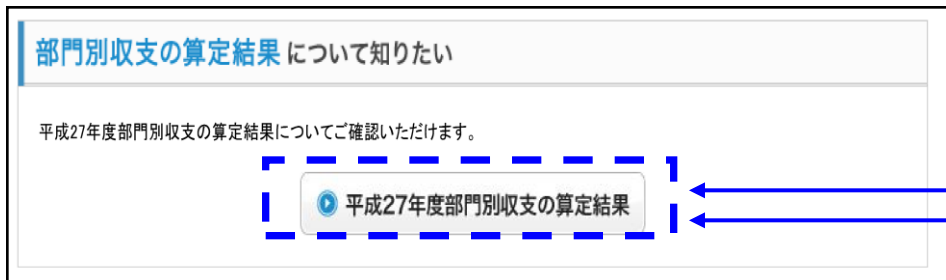 部門別収支の算定結果 について知りたい
平成27年度部門別収支の算定結果についてご確認いただけます。
平成27年度部門別収支の算定結果